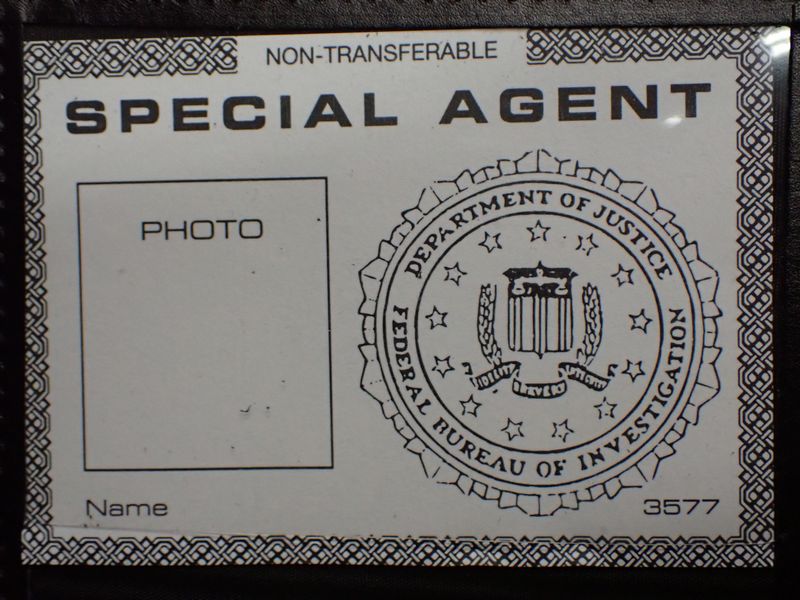 NON-TRANSFERABLE
SPECIAL AGENT
PHOTO
DEPARTMENT OF JUSTICE
FEDERAL BUREAU OF INVESTIGATION
Name
3577